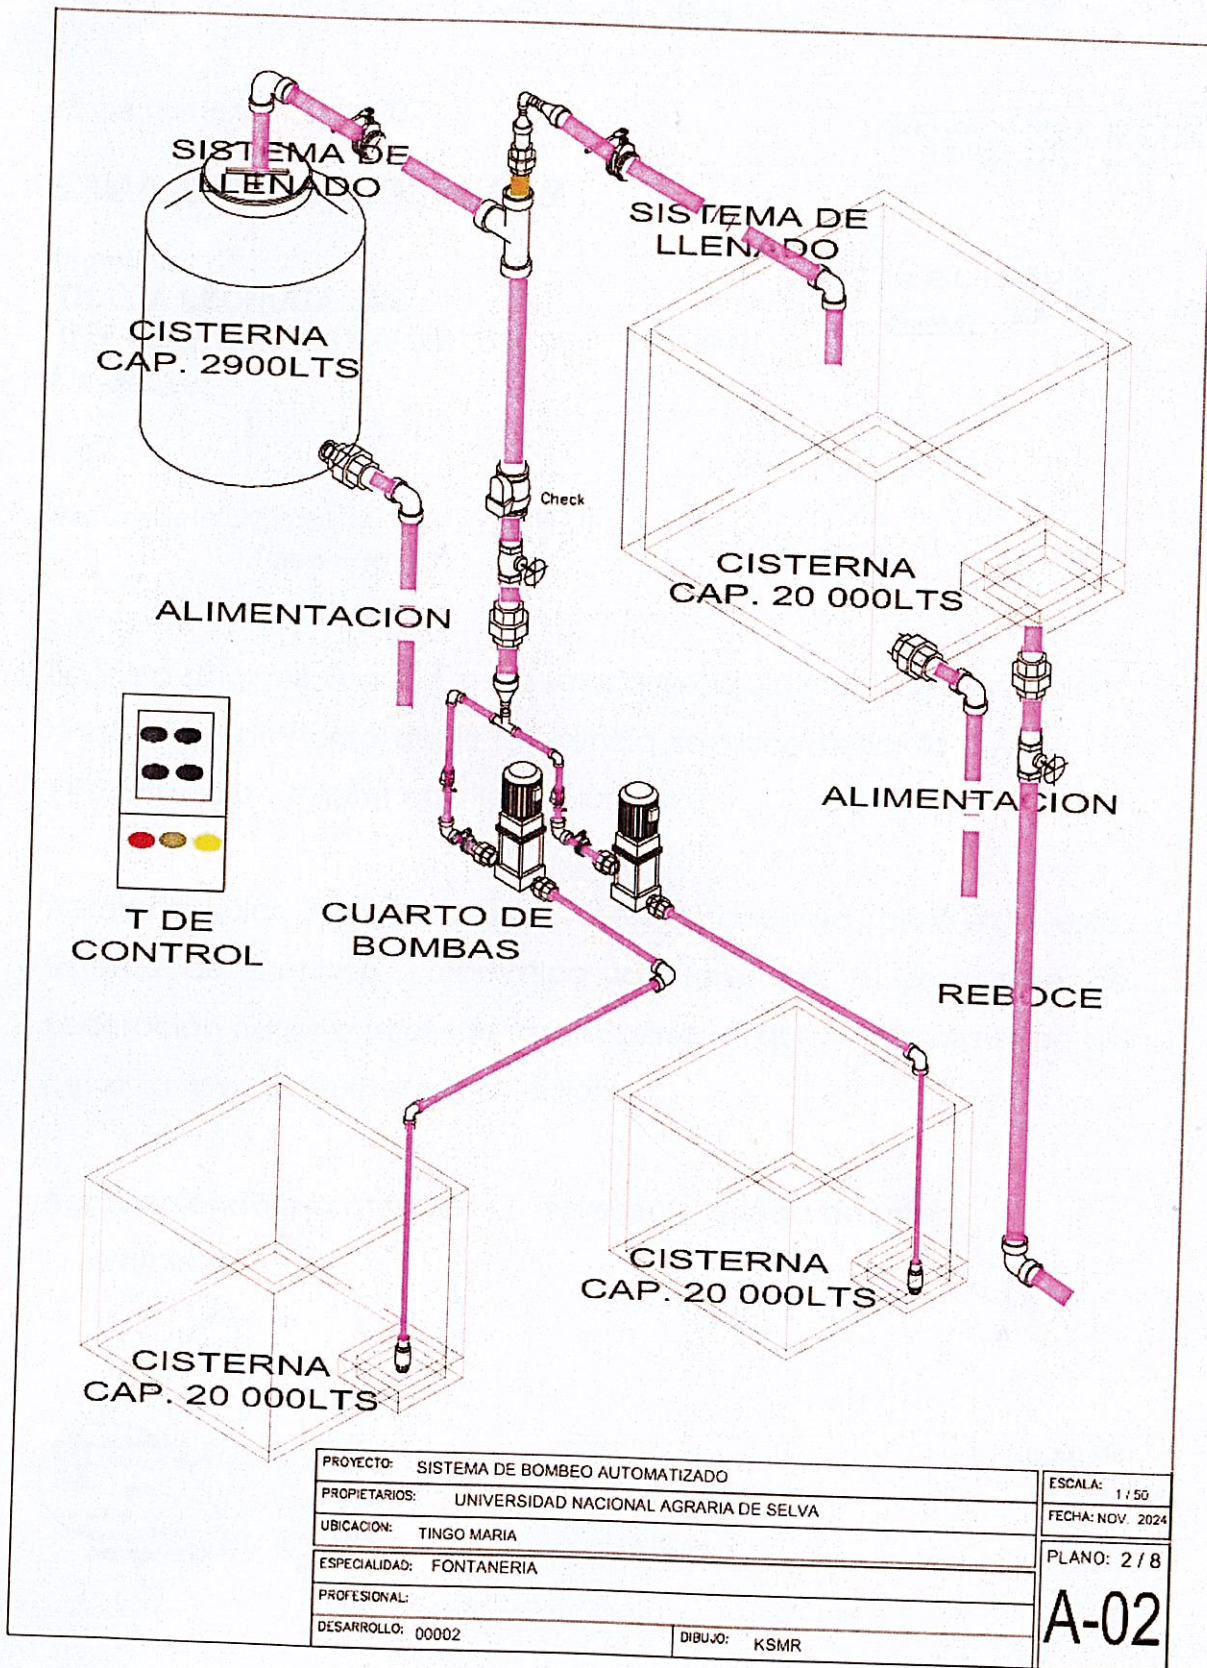 SISTEMA DE
LLENADO
SISTEMA DE
LLENADO
CISTERNA
CAP. 2900LTS
Check
CISTERNA
CAP. 20 000LTS
ALIMENTACION
ALIMENTACION
T DE
CONTROL
CUARTO DE
BOMBAS
REBOCE
CISTERNA
CAP. 20 000LTS
CISTERNA
CAP. 20 000LTS
PROYECTO: SISTEMA DE BOMBEO AUTOMATIZADO
PROPIETARIOS: UNIVERSIDAD NACIONAL AGRARIA DE SELVA
UBICACION: TINGO MARIA
ESPECIALIDAD: FONTANERIA
PROFESIONAL:
DESARROLLO: 00002
DIBUJO: KSMR
ESCALA: 1 / 50
FECHA: NOV. 2024
PLANO: 2 / 8
A-02